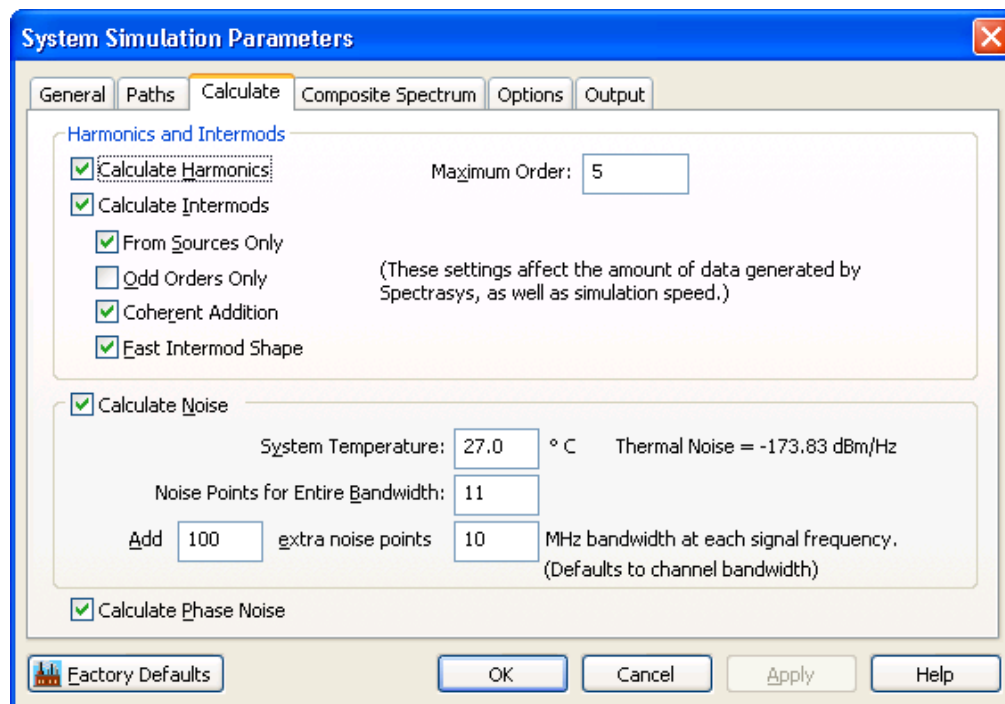 System Simulation Parameters
General Paths Calculate Composite Spectrum Options Output
Harmonics and Intermods
Calculate Harmonics Maximum Order: 5
Calculate Intermods
From Sources Only
Odd Orders Only
(These settings affect the amount of data generated by
Spectrasys, as well as simulation speed.)
Coherent Addition
Fast Intermod Shape
Calculate Noise
System Temperature: 27.0 ° C Thermal Noise = -173.83 dBm/Hz
Noise Points for Entire Bandwidth: 11
Add 100 extra noise points 10 MHz bandwidth at each signal frequency.
(Defaults to channel bandwidth)
Calculate Phase Noise
Factory Defaults OK Cancel Apply Help